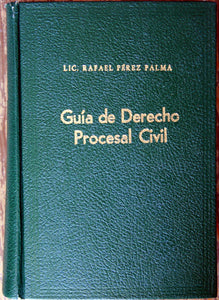 LIC. RAFAEL PÉREZ PALMA
Guía de Derecho
Procesal Civil